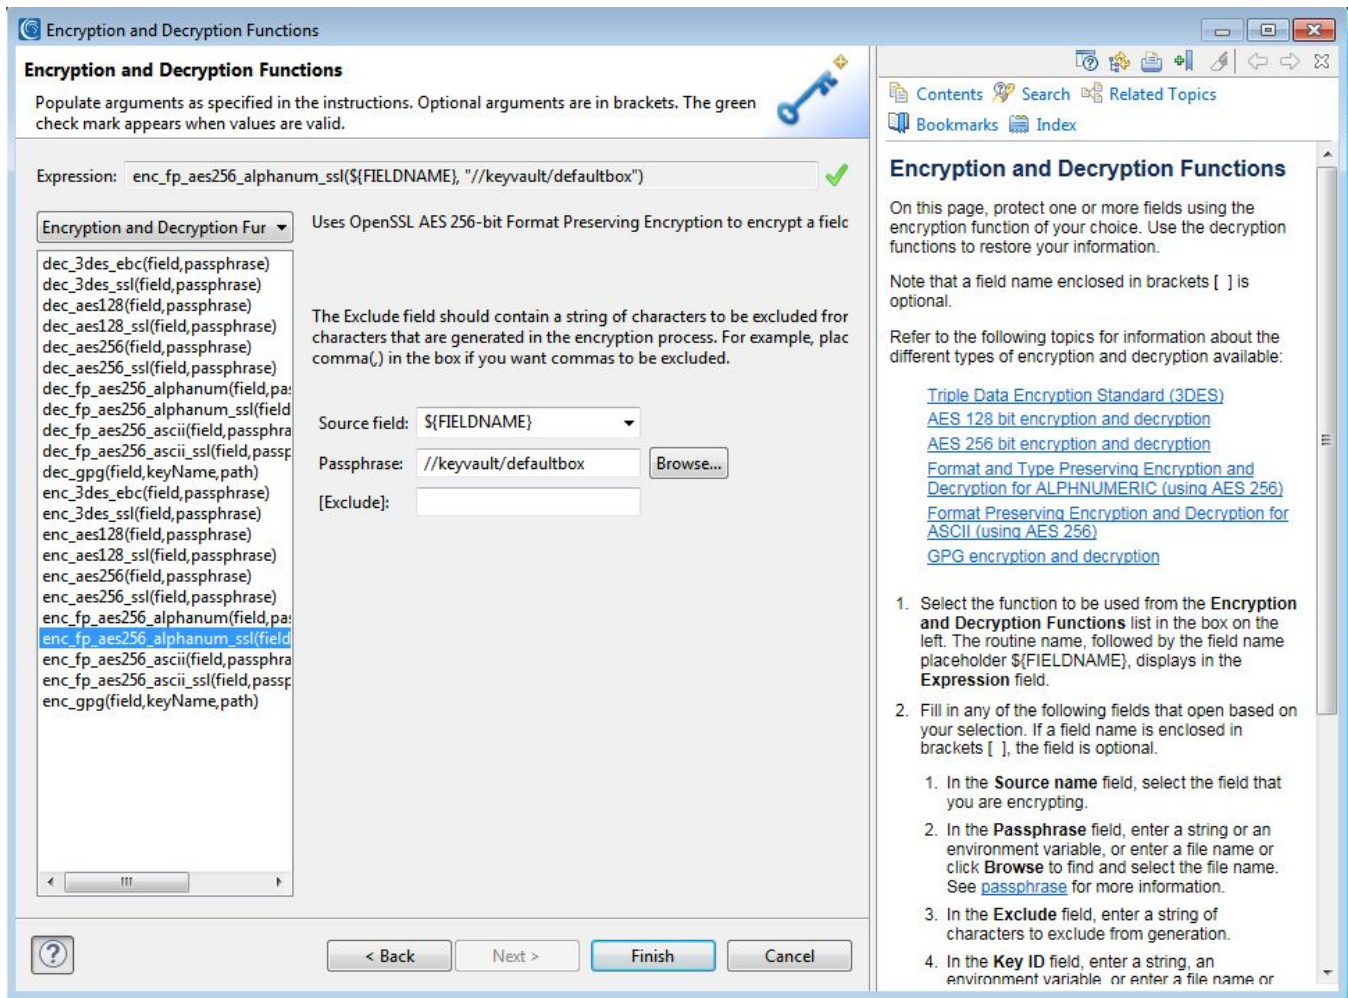 Encryption and Decryption Functions
Encryption and Decryption Functions
Populate arguments as specified in the instructions. Optional arguments are in brackets. The green
check mark appears when values are valid.
Expression: enc_fp_aes256_alphanum_ssl(${FIELDNAME}, "//keyvault/defaultbox")
Encryption and Decryption Fur
dec_3des_ebc(field,passphrase)
dec_3des_ssl(field,passphrase)
dec_aes128(field,passphrase)
dec_aes128_ssl(field,passphrase)
dec_aes256(field,passphrase)
dec_aes256_ssl(field,passphrase)
dec_fp_aes256_alphanum(field,pas
dec_fp_aes256_alphanum_ssl(field
dec_fp_aes256_ascii(field,passphra
dec_fp_aes256_ascii_ssl(field,passp
dec_gpg(field,keyName,path)
enc_3des_ebc(field,passphrase)
enc_3des_ssl(field,passphrase)
enc_aes128(field,passphrase)
enc_aes128_ssl(field,passphrase)
enc_aes256(field,passphrase)
enc_aes256_ssl(field,passphrase)
enc_fp_aes256_alphanum(field,pas
enc_fp_aes256_alphanum_ssl(field
enc_fp_aes256_ascii(field,passphra
enc_fp_aes256_ascii_ssl(field,passp
enc_gpg(field,keyName,path)
Uses OpenSSL AES 256-bit Format Preserving Encryption to encrypt a fielc
The Exclude field should contain a string of characters to be excluded fror
characters that are generated in the encryption process. For example, plac
comma(,) in the box if you want commas to be excluded.
Source field: ${FIELDNAME}
Passphrase: //keyvault/defaultbox Browse...
[Exclude]:
< Back Next > Finish Cancel
Contents Search Related Topics
Bookmarks Index
Encryption and Decryption Functions
On this page, protect one or more fields using the
encryption function of your choice. Use the decryption
functions to restore your information.
Note that a field name enclosed in brackets [ ] is
optional.
Refer to the following topics for information about the
different types of encryption and decryption available:
Triple Data Encryption Standard (3DES)
AES 128 bit encryption and decryption
AES 256 bit encryption and decryption
Format and Type Preserving Encryption and
Decryption for ALPHNUMERIC (using AES 256)
Format Preserving Encryption and Decryption for
ASCII (using AES 256)
GPG encryption and decryption
1. Select the function to be used from the Encryption
and Decryption Functions list in the box on the
left. The routine name, followed by the field name
placeholder ${FIELDNAME}, displays in the
Expression field.
2. Fill in any of the following fields that open based on
your selection. If a field name is enclosed in
brackets [ ], the field is optional.
1. In the Source name field, select the field that
you are encrypting.
2. In the Passphrase field, enter a string or an
environment variable, or enter a file name or
click Browse to find and select the file name.
See passphrase for more information.
3. In the Exclude field, enter a string of
characters to exclude from generation.
4. In the Key ID field, enter a string, an
environment variable, or enter a file name or